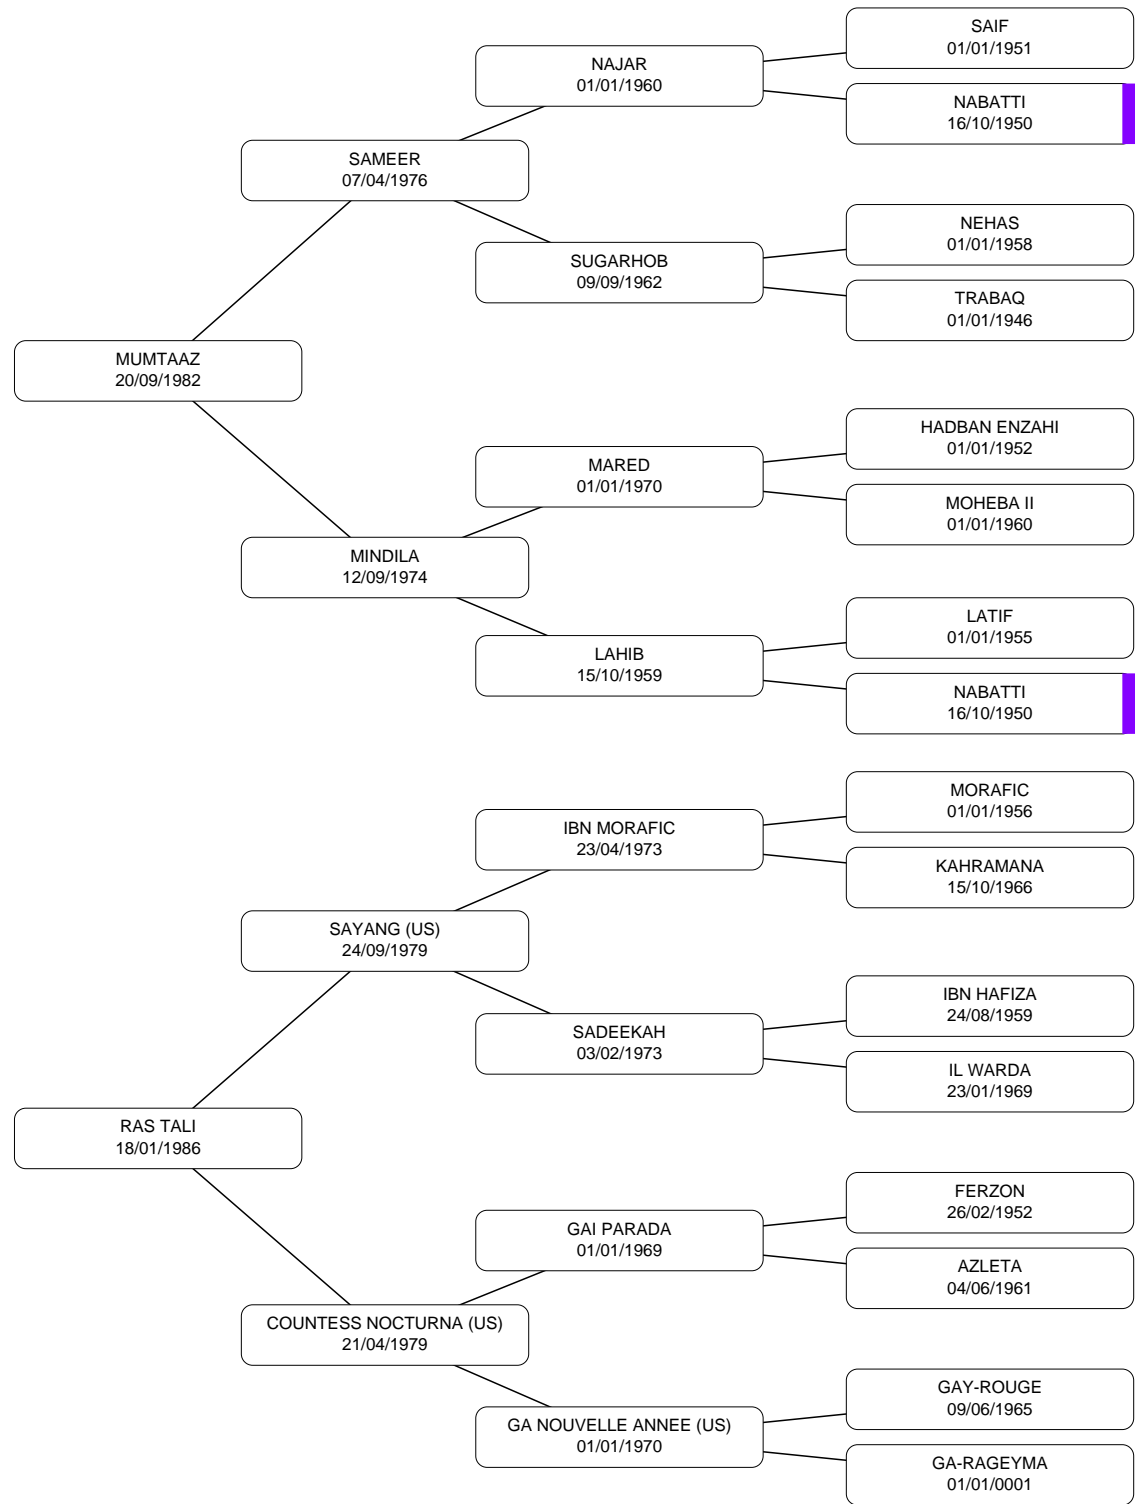 SAIF
01/01/1951
NAJAR
01/01/1960
NABATTI
16/10/1950
SAMEER
07/04/1976
NEHAS
01/01/1958
SUGARHOB
09/09/1962
TRABAQ
01/01/1946
MUMTAAZ
20/09/1982
HADBAN ENZAHI
01/01/1952
MARED
01/01/1970
MOHEBA II
01/01/1960
MINDILA
12/09/1974
LATIF
01/01/1955
LAHIB
15/10/1959
NABATTI
16/10/1950
MORAFIC
01/01/1956
IBN MORAFIC
23/04/1973
KAHRAMANA
15/10/1966
SAYANG (US)
24/09/1979
IBN HAFIZA
24/08/1959
SADEEKAH
03/02/1973
IL WARDA
23/01/1969
RAS TALI
18/01/1986
FERZON
26/02/1952
GAI PARADA
01/01/1969
AZLETA
04/06/1961
COUNTESS NOCTURNA (US)
21/04/1979
GAY-ROUGE
09/06/1965
GA NOUVELLE ANNEE (US)
01/01/1970
GA-RAGEYMA
01/01/0001